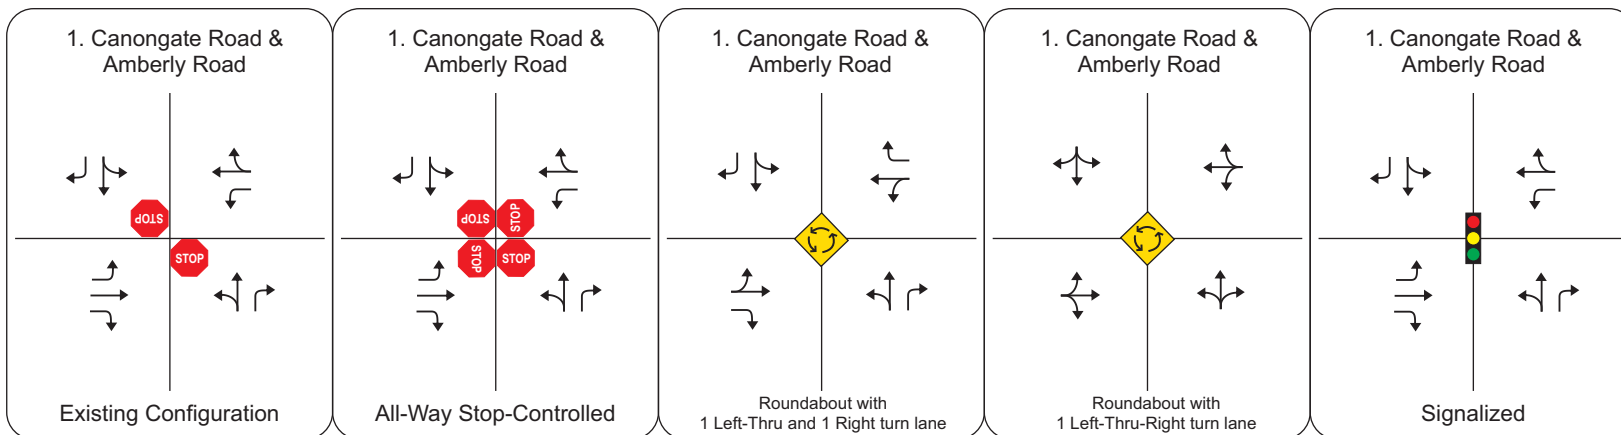 1. Canongate Road &
Amberly Road
STOP
STOP
Existing Configuration
1. Canongate Road &
Amberly Road
STOP
STOP
STOP
STOP
All-Way Stop-Controlled
1. Canongate Road &
Amberly Road
Roundabout with
1 Left-Thru and 1 Right turn lane
1. Canongate Road &
Amberly Road
Roundabout with
1 Left-Thru-Right turn lane
1. Canongate Road &
Amberly Road
Signalized